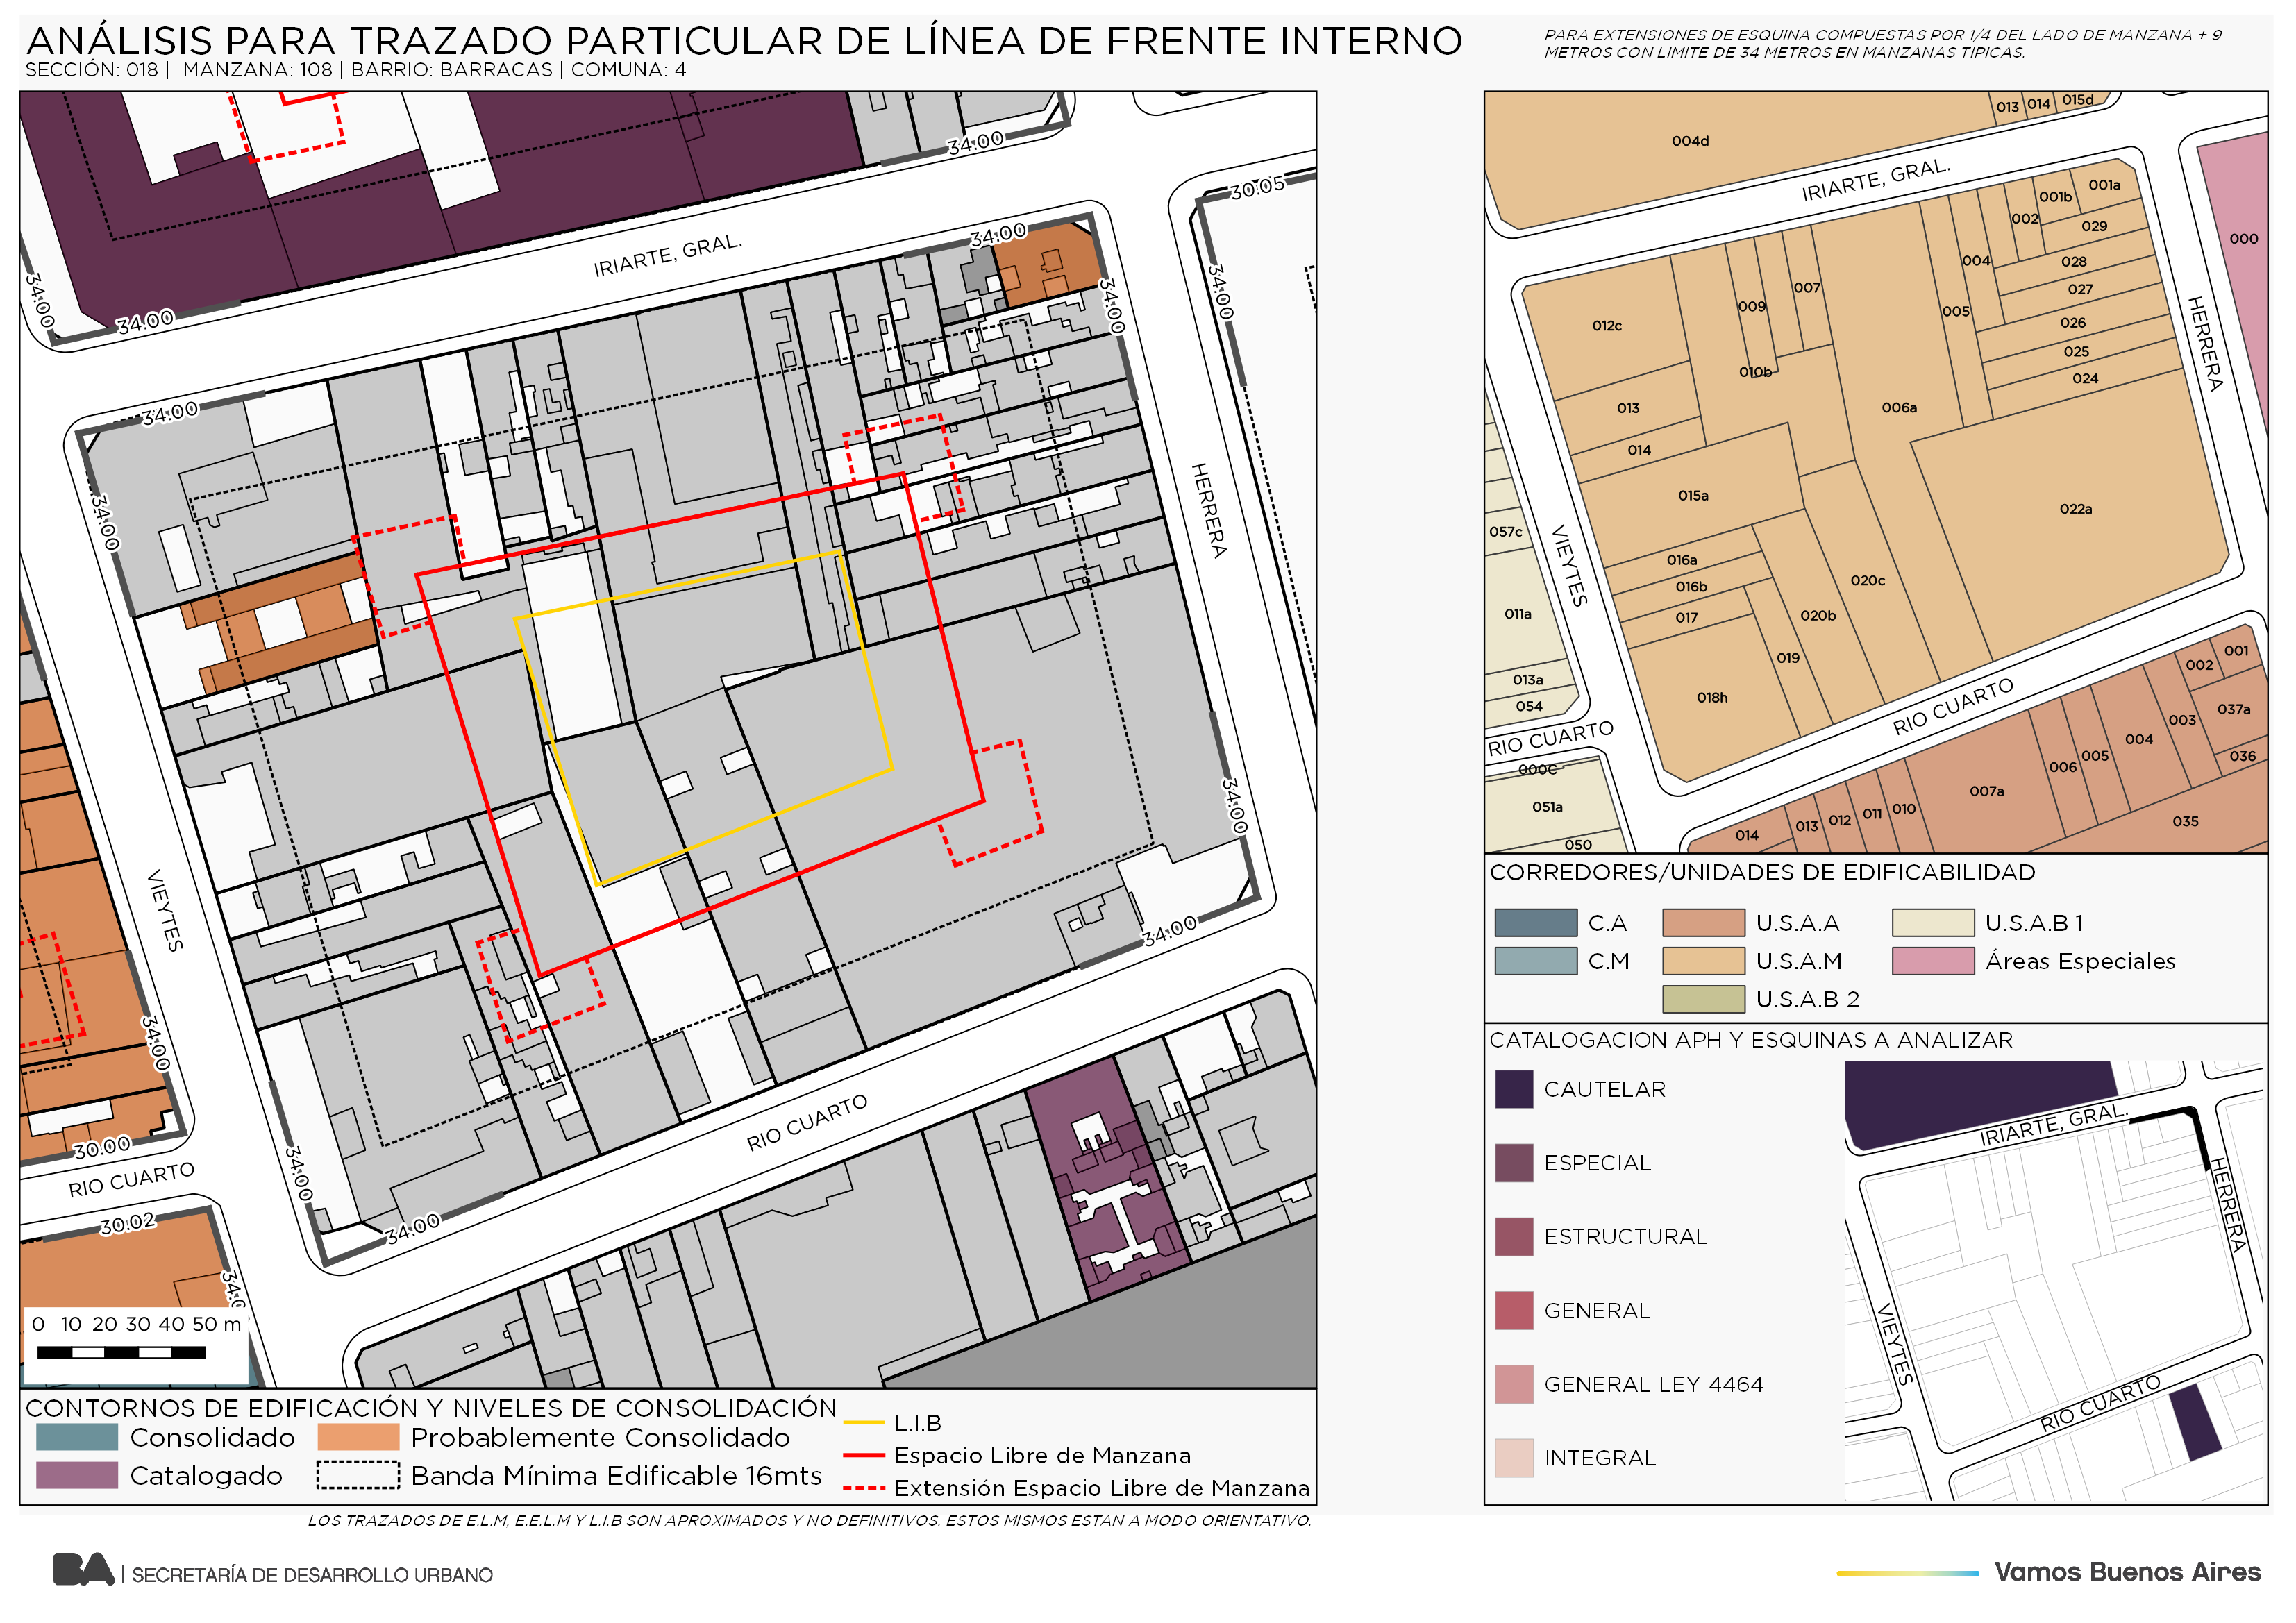 ANÁLISIS PARA TRAZADO PARTICULAR DE LÍNEA DE FRENTE INTERNO
SECCIÓN: 018 | MANZANA: 108 | BARRIO: BARRACAS | COMUNA: 4
PARA EXTENSIONES DE ESQUINA COMPUESTAS POR 1/4 DEL LADO DE MANZANA + 9
METROS CON LIMITE DE 34 METROS EN MANZANAS TIPICAS.
34.00
30.05
34.00
IRIARTE, GRAL.
34.00
34.00
34.00
34.00
34.00
34.00
HERRERA
34.00
VIEYTES
34.00
34.00
34.00
30.00
RIO CUARTO
RIO CUARTO
34.00
34.00
30.02
34.0
0 10 20 30 40 50 m
CONTORNOS DE EDIFICACIÓN Y NIVELES DE CONSOLIDACIÓN
Consolidado
Probablemente Consolidado
Catalogado
Banda Mínima Edificable 16mts
L.I.B
Espacio Libre de Manzana
Extensión Espacio Libre de Manzana
LOS TRAZADOS DE E.L.M, E.E.L.M Y L.I.B SON APROXIMADOS Y NO DEFINITIVOS. ESTOS MISMOS ESTAN A MODO ORIENTATIVO.
013 014 015d
004d
IRIARTE, GRAL.
001a
001b
002
029
000
004
028
007
027
009
005
012c
026
HERRERA
025
010b
024
013
006a
014
015a
022a
057c
VIEYTES
016a
020c
016b
011a
017
020b
019
001
002
013a
018h
054
037a
003
RIO CUARTO
RIO CUARTO
004
005
036
006
000C
007a
051a
010
011
012
013
014
035
050
CORREDORES/UNIDADES DE EDIFICABILIDAD
C.A
U.S.A.A
U.S.A.B 1
C.M
U.S.A.M
Áreas Especiales
U.S.A.B 2
CATALOGACION APH Y ESQUINAS A ANALIZAR
CAUTELAR
ESPECIAL
ESTRUCTURAL
GENERAL
GENERAL LEY 4464
INTEGRAL
IRIARTE, GRAL.
HERRERA
VIEYTES
RIO CUARTO
BA | SECRETARÍA DE DESARROLLO URBANO
Vamos Buenos Aires